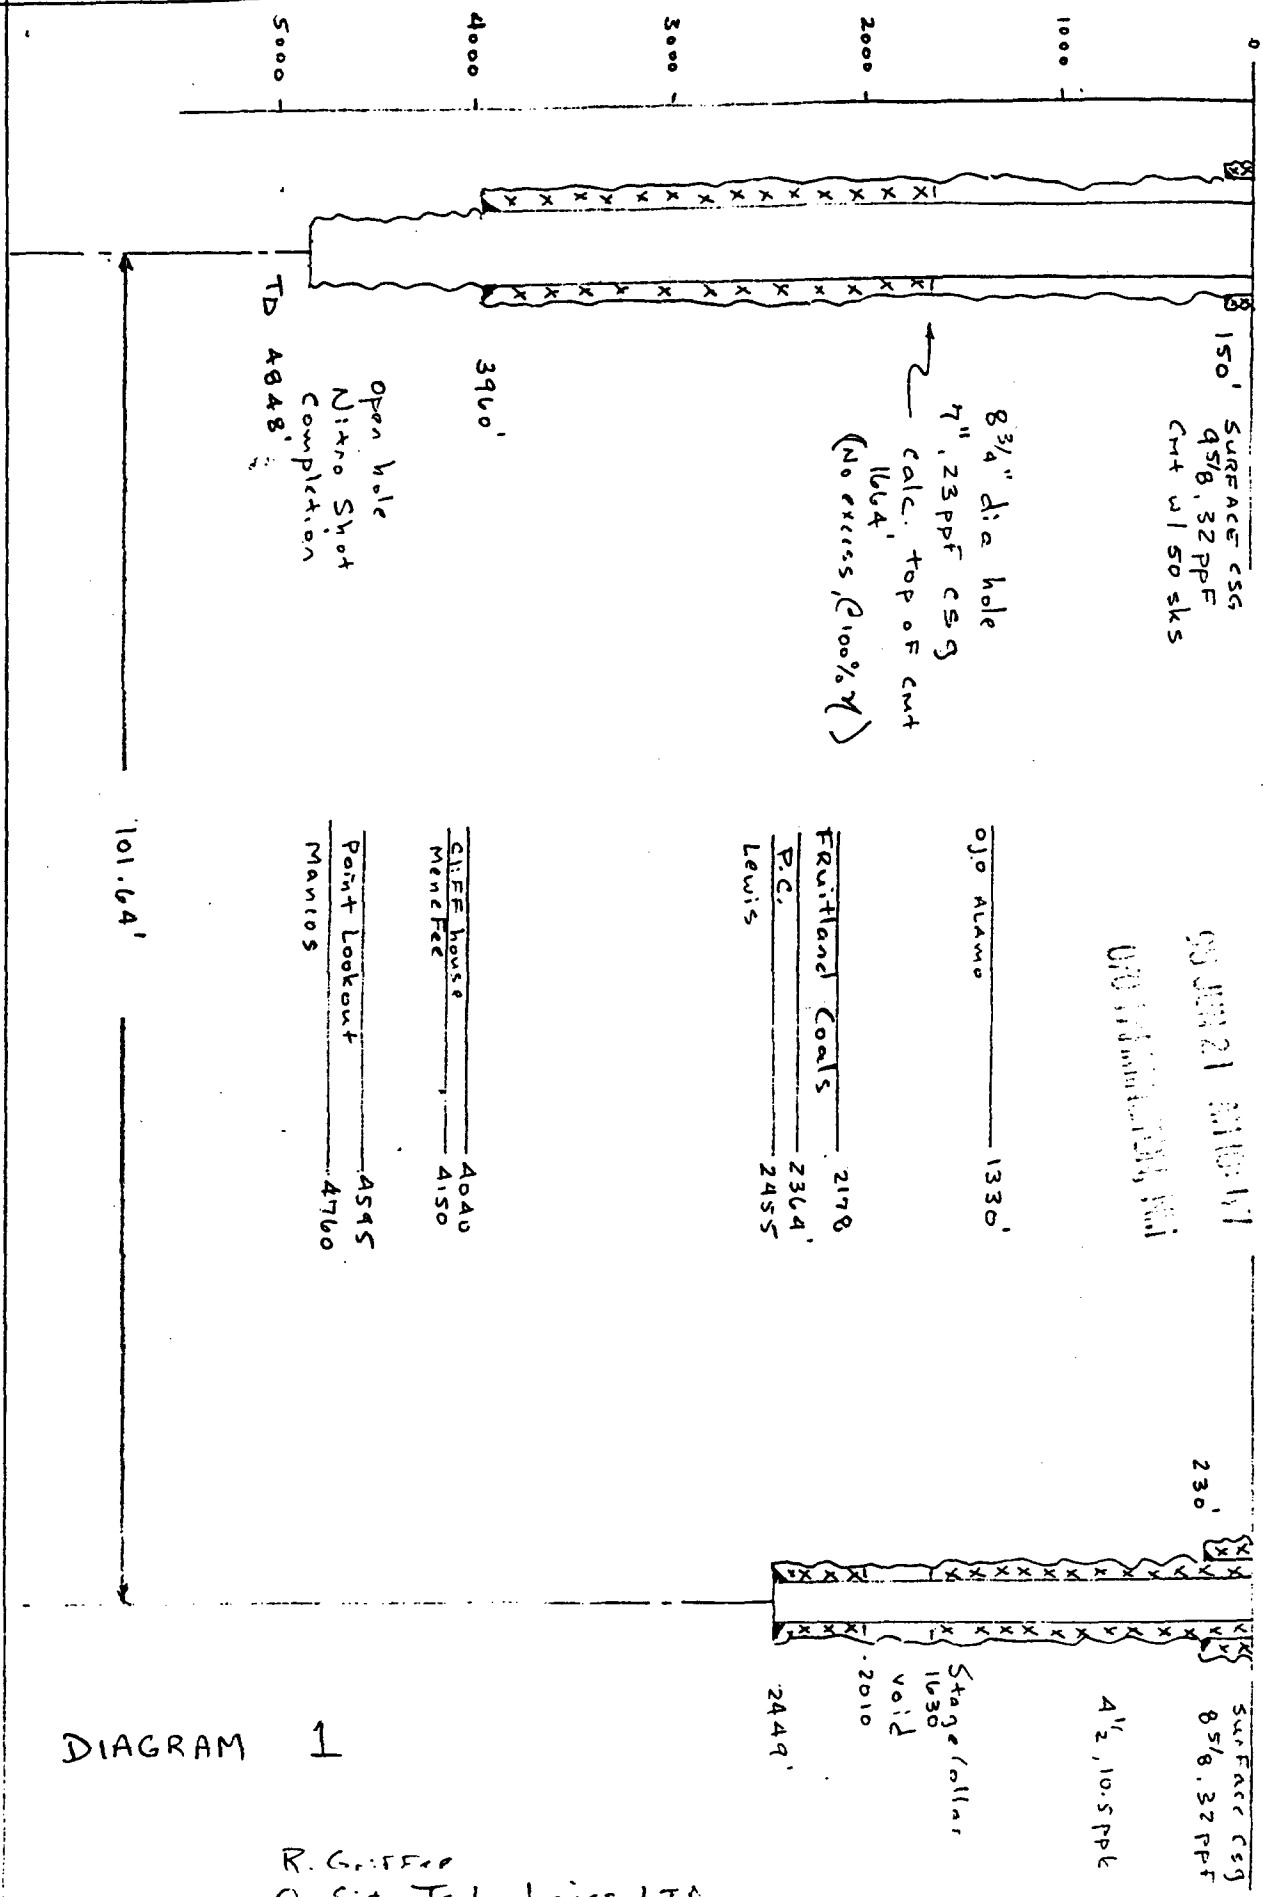 0
1000
2000
3000
4000
5000
150'
SURFACE CSG
9 5/8, 32 PPF
CMT w/ 50 sks
8 3/4" dia hole
7", 23 ppf csg
calc. top of cmt
1664'
(No excess, @ 100% η)
3960'
open hole
Nitro Shot
Completion
TD 4848'
101.64'
OJO ALAMO 1330'
Fruitland Coals 2178
P.C. 2364'
Lewis 2455
Cliff house 4040
Menefee 4150
Point Lookout 4595
Mancos 4760
230'
Surface csg
8 5/8, 32 PPf
4 1/2, 10.5 ppf
Stage Collar
1630
void
2010
2449'
DIAGRAM 1
R. Griffee